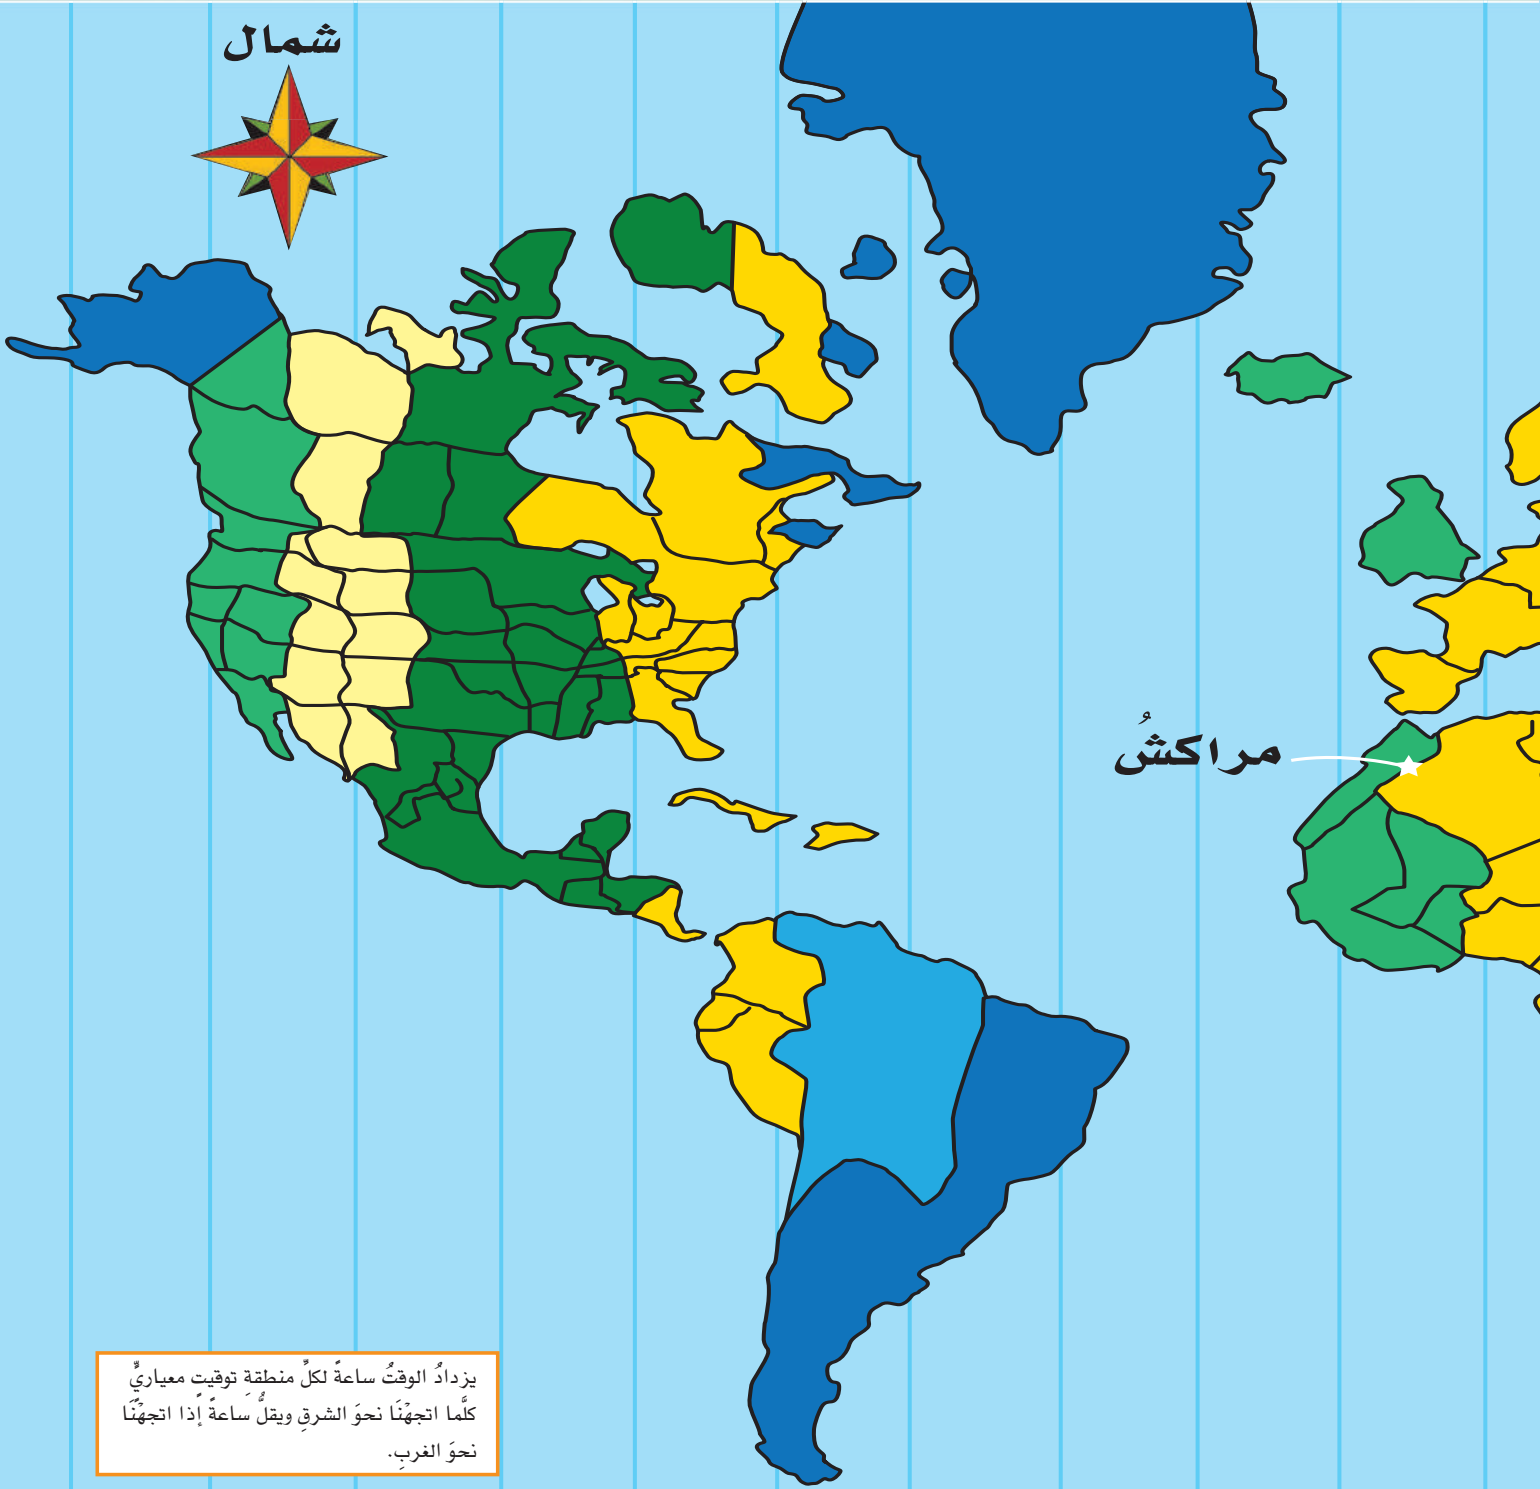 شمال
مراكشُ
يزدادُ الوقتُ ساعةً لكلِّ منطقةِ توقيتٍ معياريٍّ
كلَّما اتجهْنَا نحوَ الشرقِ ويقلُّ ساعةً إذا اتجهْنَا
نحوَ الغربِ.